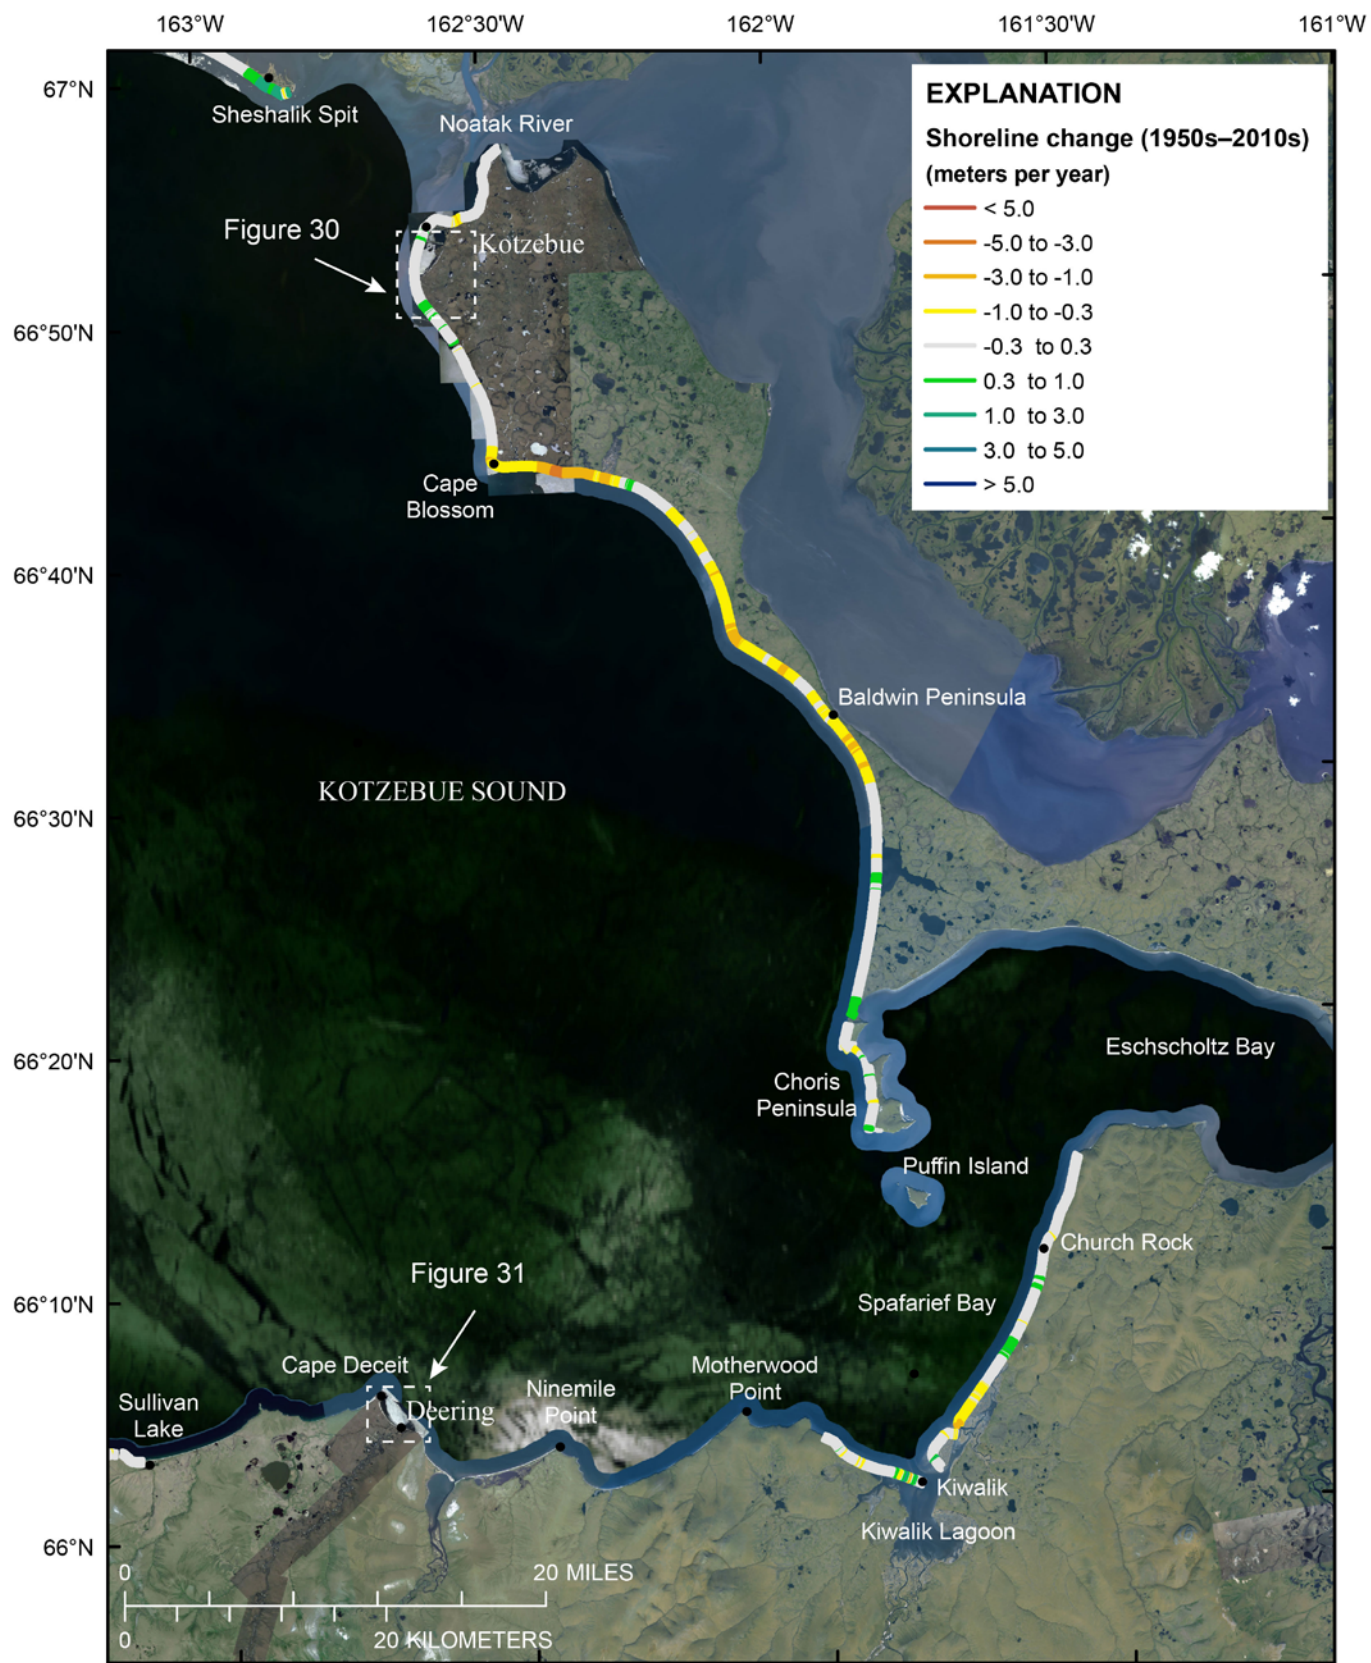 163°W
162°30'W
162°W
161°30'W
161°W
67°N
66°50'N
66°40'N
66°30'N
66°20'N
66°10'N
66°N
EXPLANATION
Shoreline change (1950s–2010s)
(meters per year)
< 5.0
-5.0 to -3.0
-3.0 to -1.0
-1.0 to -0.3
-0.3 to 0.3
0.3 to 1.0
1.0 to 3.0
3.0 to 5.0
> 5.0
Sheshalik Spit
Noatak River
Figure 30
Kotzebue
Cape
Blossom
Baldwin Peninsula
KOTZEBUE SOUND
Eschscholtz Bay
Choris
Peninsula
Puffin Island
Church Rock
Figure 31
Spafarief Bay
Cape Deceit
Motherwood
Point
Ninemile
Point
Sullivan
Lake
Deering
Kiwalik
Kiwalik Lagoon
0
20 MILES
0
20 KILOMETERS